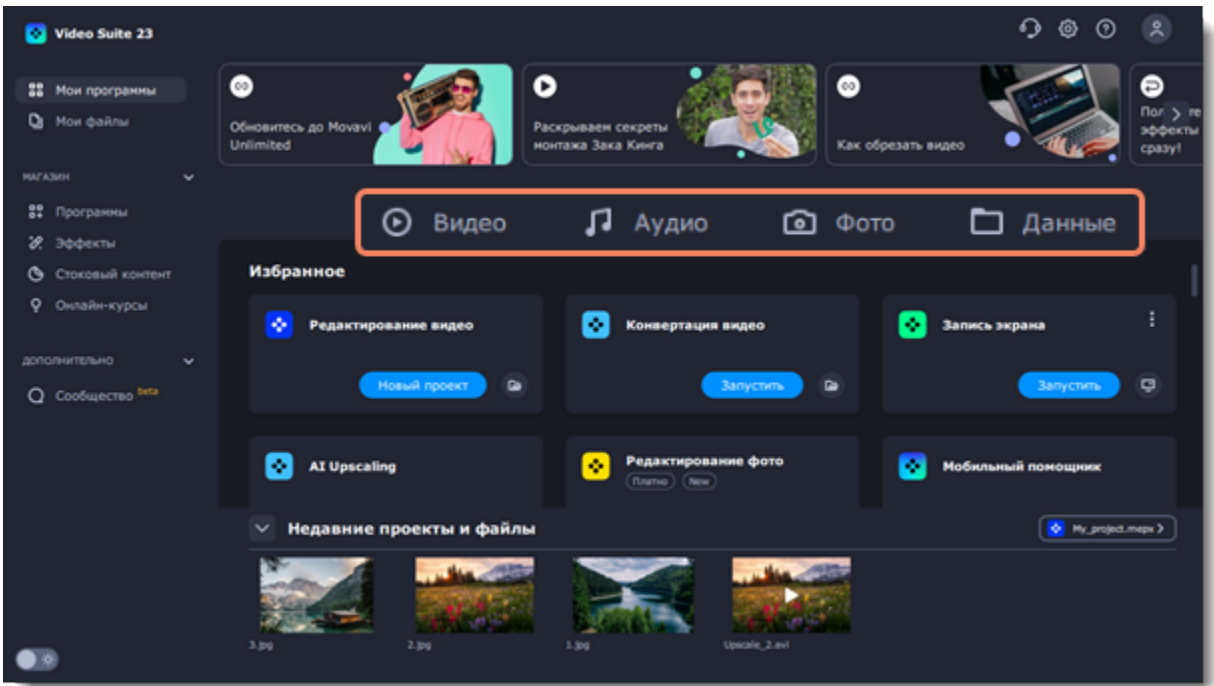 Video Suite 23
Мои программы
Мои файлы
МАГАЗИН
Программы
Эффекты
Стоковый контент
Онлайн-курсы
ДОПОЛНИТЕЛЬНО
Сообщество beta
Обновитесь до Movavi
Unlimited
Раскрываем секреты
монтажа Зака Кинга
Как обрезать видео
эффекты
сразу!
Видео
Аудио
Фото
Данные
Избранное
Редактирование видео
Новый проект
Конвертация видео
Запустить
Запись экрана
Запустить
AI Upscaling
Редактирование фото
Платно New
Мобильный помощник
Недавние проекты и файлы
My_project.mepx
3.jpg
2.jpg
1.jpg
Upscale_2.avi